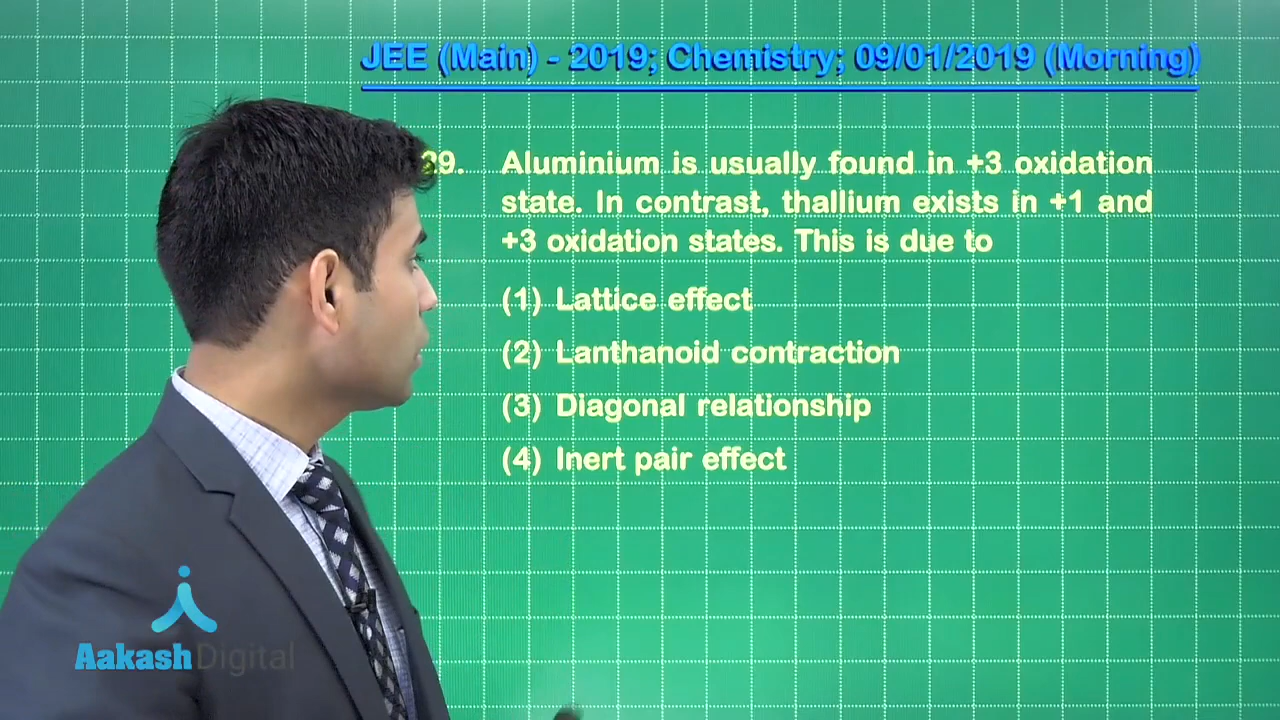 JEE (Main) - 2019; Chemistry; 09/01/2019 (Morning)
29. Aluminium is usually found in +3 oxidation
state. In contrast, thallium exists in +1 and
+3 oxidation states. This is due to
(1) Lattice effect
(2) Lanthanoid contraction
(3) Diagonal relationship
(4) Inert pair effect
Aakash Digital